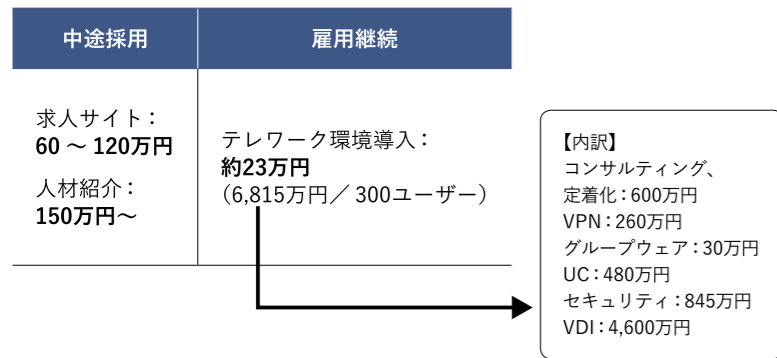 中途採用
雇用継続
求人サイト：
60 ～ 120万円
人材紹介：
150万円～
テレワーク環境導入：
約23万円
（6,815万円／ 300ユーザー）
【内訳】
コンサルティング、
定着化：600万円
VPN：260万円
グループウェア：30万円
UC：480万円
セキュリティ：845万円
VDI：4,600万円